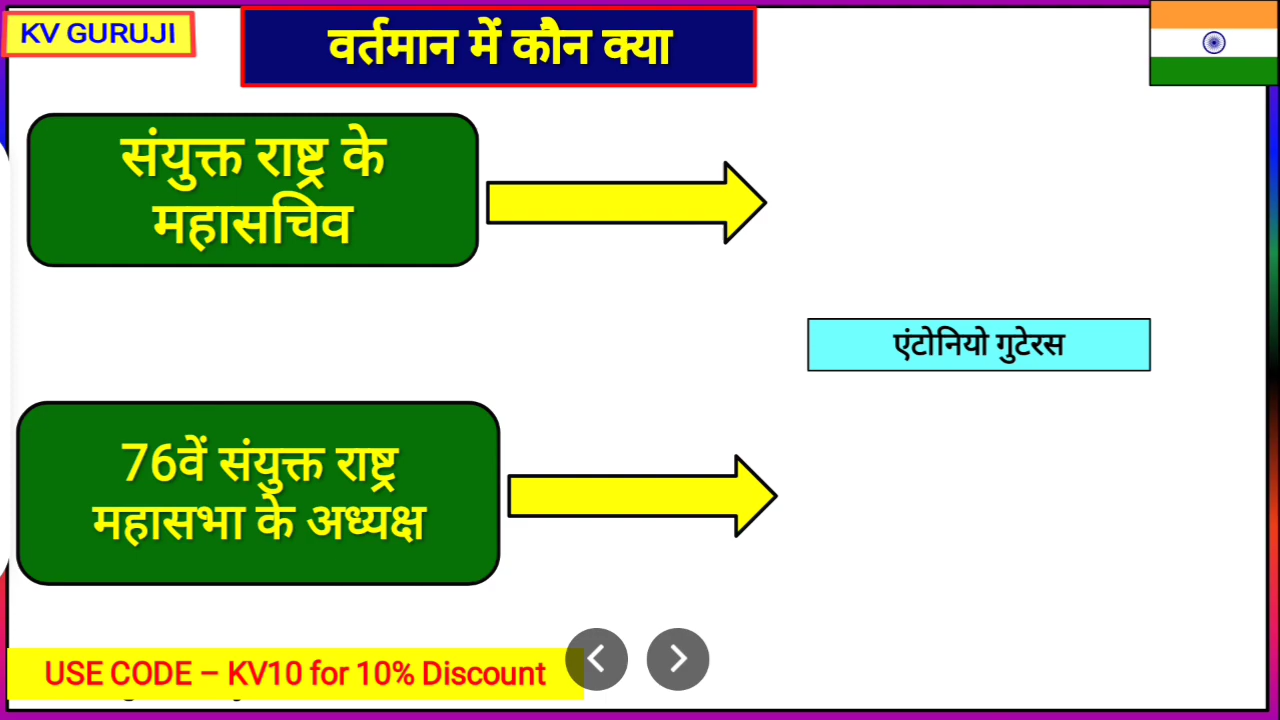 KV GURUJI
वर्तमान में कौन क्या
संयुक्त राष्ट्र के
महासचिव
एंटोनियो गुटेरस
76वें संयुक्त राष्ट्र
महासभा के अध्यक्ष
USE CODE – KV10 for 10% Discount